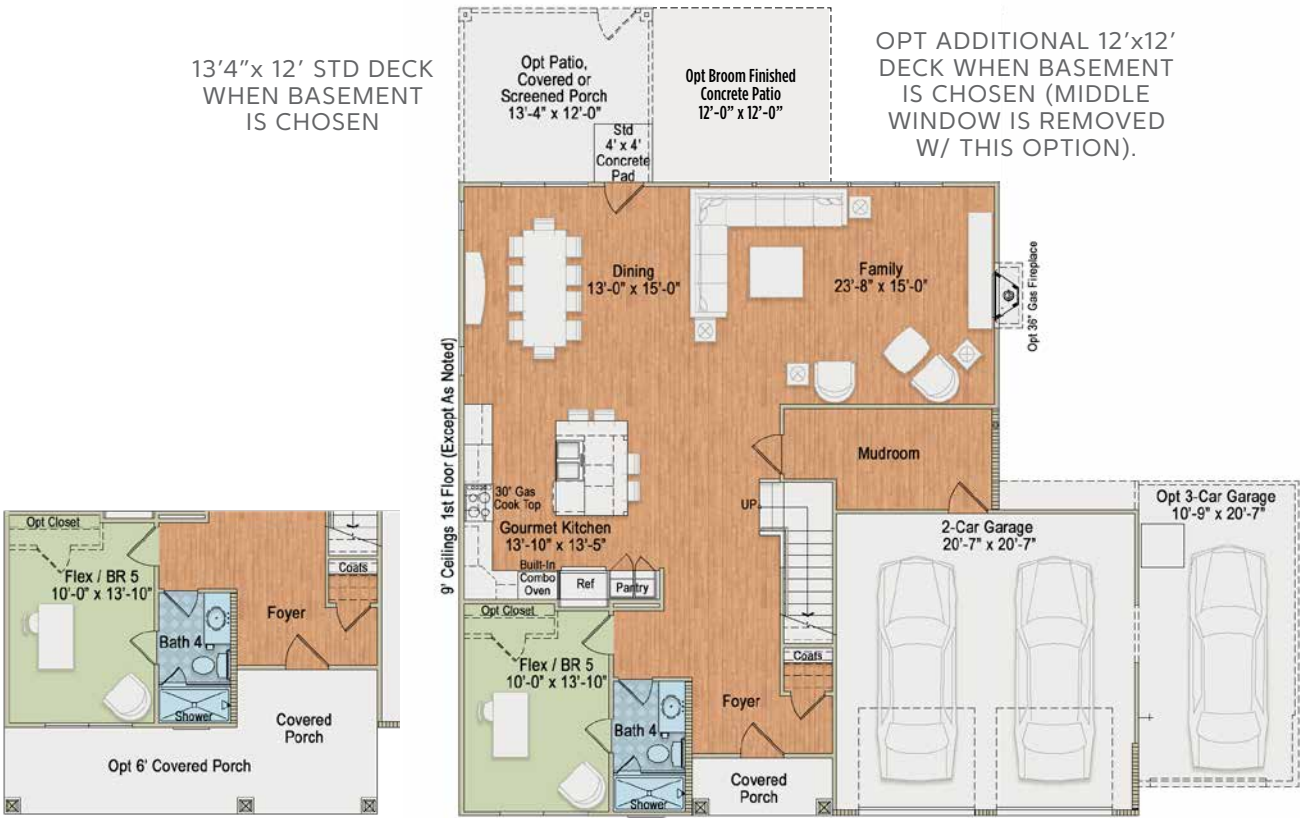 13'4"x 12' STD DECK
WHEN BASEMENT
IS CHOSEN
Opt Patio,
Covered or
Screened Porch
13'-4" x 12'-0"
Std
4' x 4'
Concrete
Pad
Opt Broom Finished
Concrete Patio
12'-0" x 12'-0"
OPT ADDITIONAL 12'x12'
DECK WHEN BASEMENT
IS CHOSEN (MIDDLE
WINDOW IS REMOVED
W/ THIS OPTION).
Dining
13'-0" x 15'-0"
Family
23'-8" x 15'-0"
Opt 36" Gas Fireplace
9' Ceilings 1st Floor (Except As Noted)
Mudroom
30" Gas
Cook Top
Gourmet Kitchen
13'-10" x 13'-5"
Built-In
Combo
Oven
Ref
Pantry
UP
2-Car Garage
20'-7" x 20'-7"
Opt 3-Car Garage
10'-9" x 20'-7"
Opt Closet
Flex / BR 5
10'-0" x 13'-10"
Bath 4
Shower
Foyer
Coats
Covered
Porch
Opt Closet
Flex / BR 5
10'-0" x 13'-10"
Bath 4
Shower
Foyer
Coats
Covered
Porch
Opt 6' Covered Porch